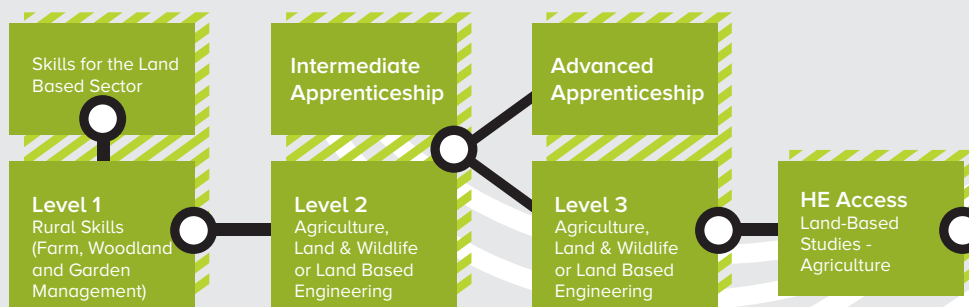 Skills for the Land
Based Sector
Intermediate
Apprenticeship
Advanced
Apprenticeship
Level 1
Rural Skills
(Farm, Woodland
and Garden
Management)
Level 2
Agriculture,
Land & Wildlife
or Land Based
Engineering
Level 3
Agriculture,
Land & Wildlife
or Land Based
Engineering
HE Access
Land-Based
Studies -
Agriculture